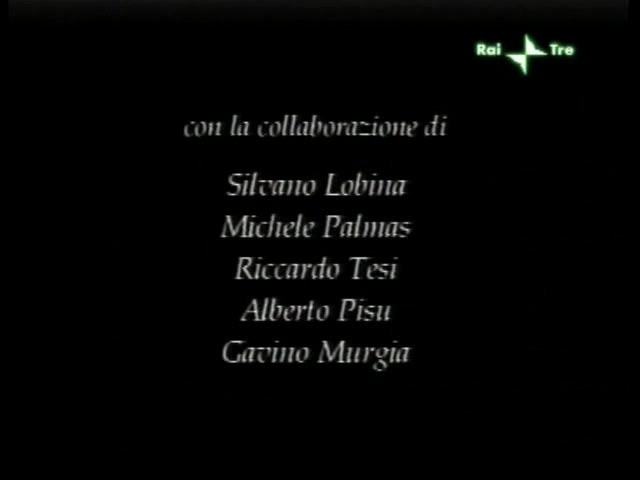 Rai Tre
con la collaborazione di
Silvano Lobina
Michele Palmas
Riccardo Tesi
Alberto Pisu
Gavino Murgia